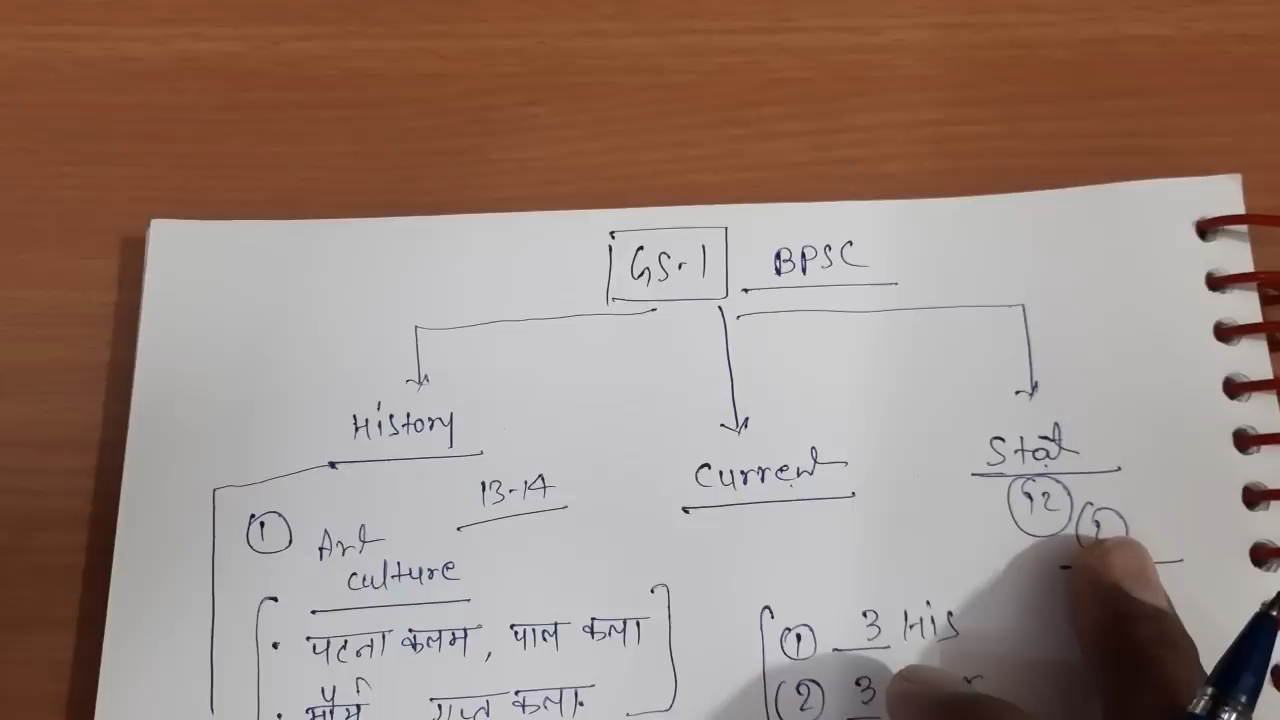 GS-1 BPSC
History
Current
Stat
13-14
92
① Art
culture
• पटना कलम, पाल कला
• मौर्य गुप्त कला.
① 3 His
(2) 3